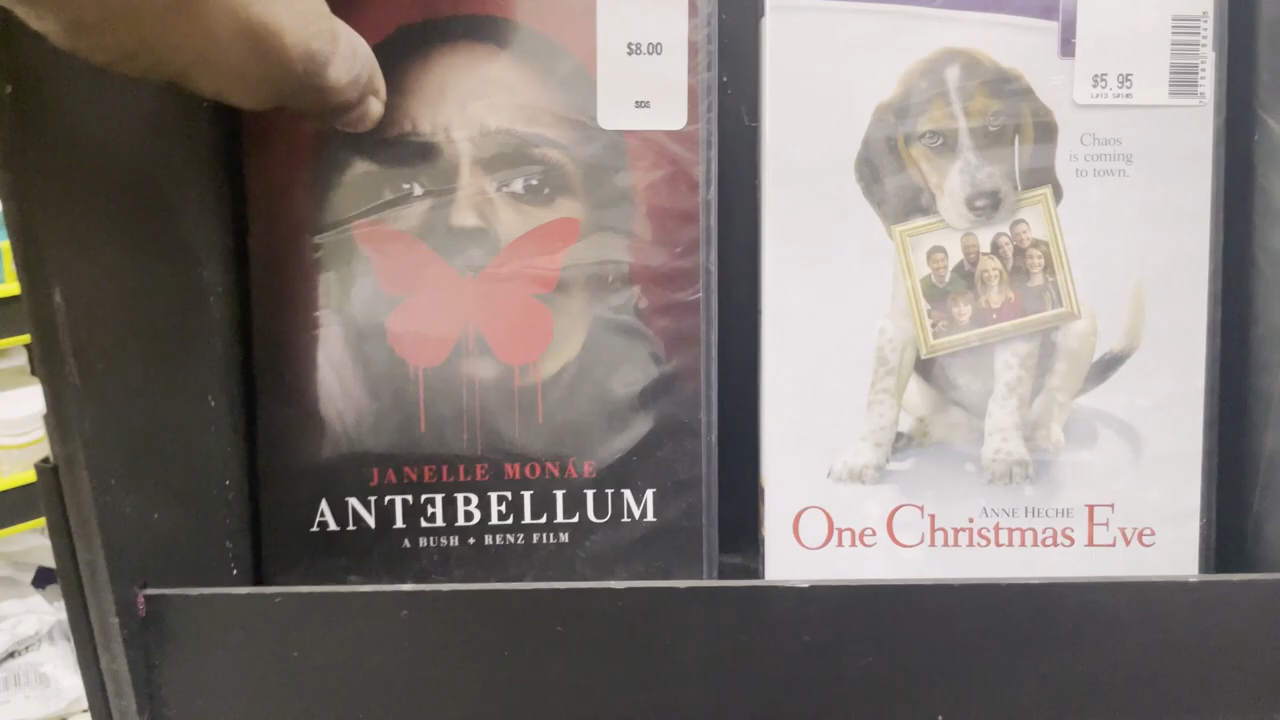 $8.00
SDS
JANELLE MONÁE
ANTƎBELLUM
A BUSH + RENZ FILM
$5.95
Chaos
is coming
to town.
ANNE HECHE
One Christmas Eve